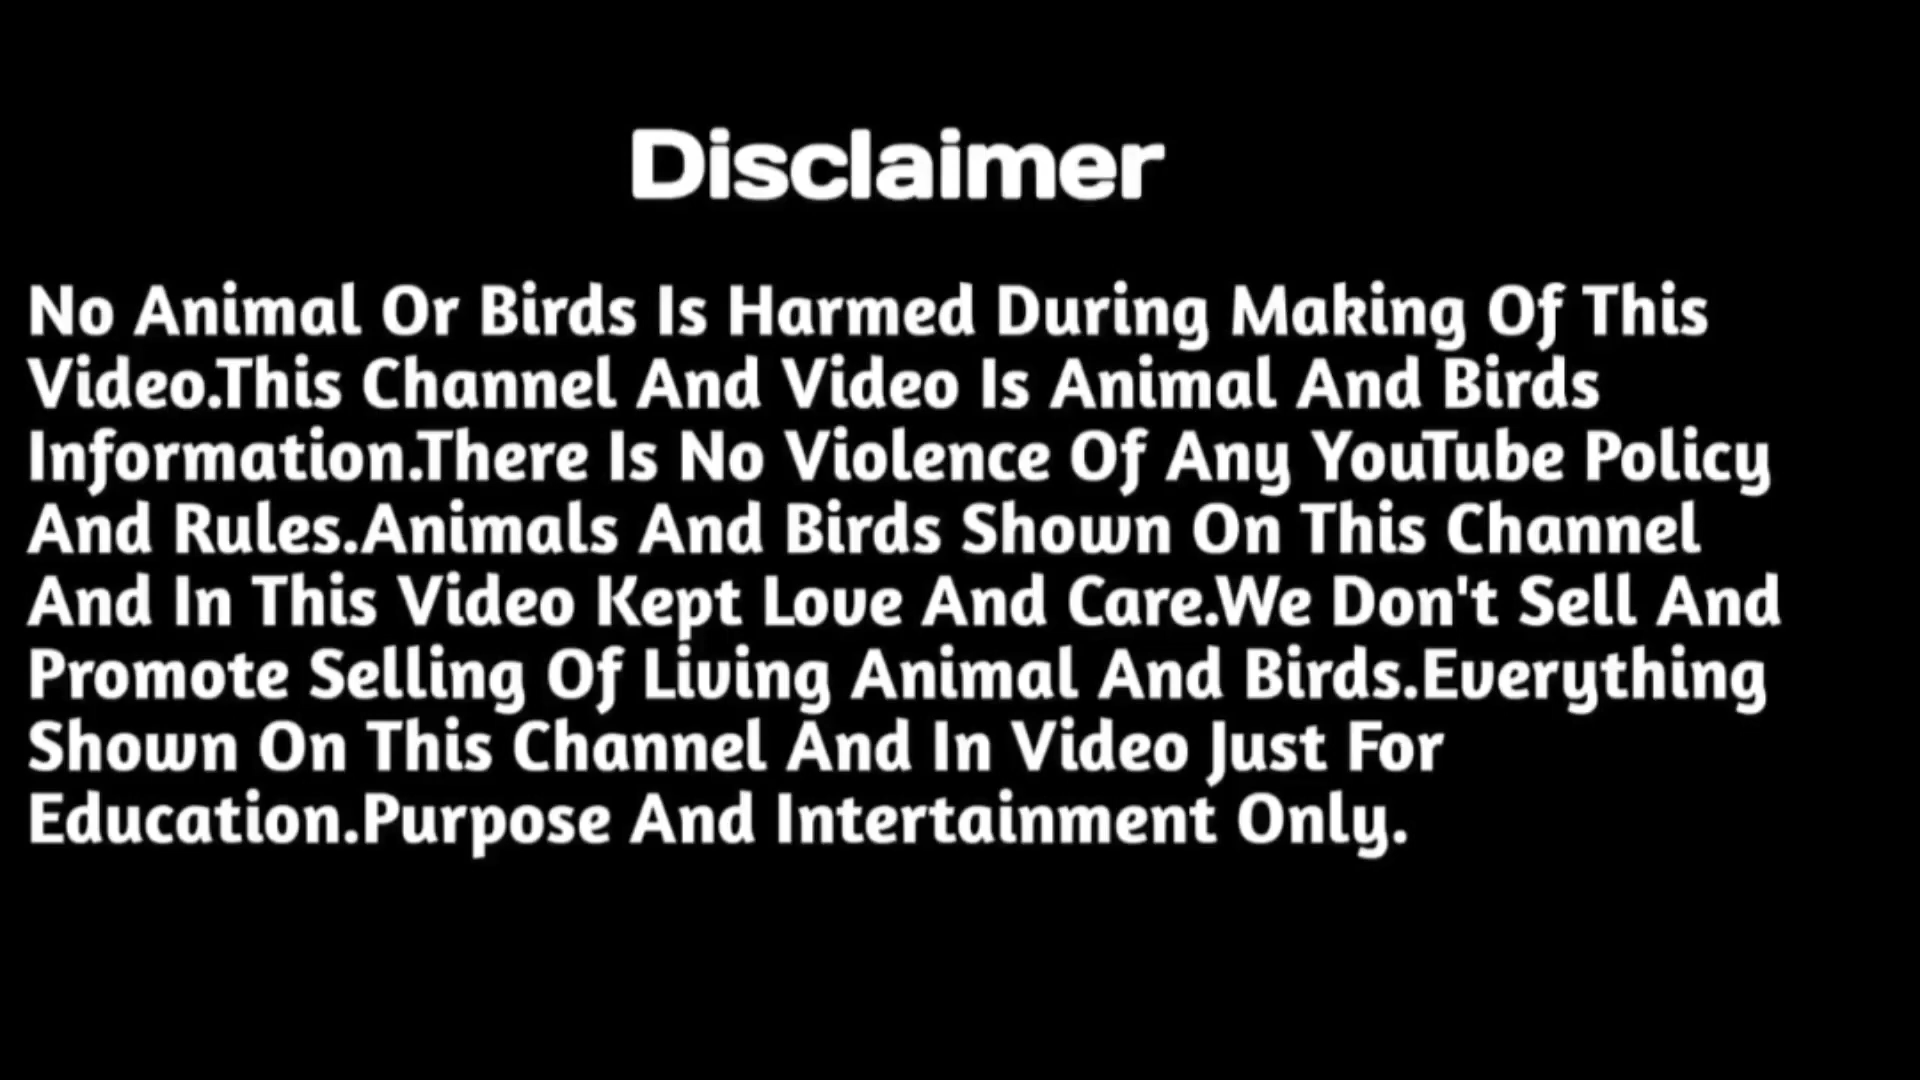 Disclaimer
No Animal Or Birds Is Harmed During Making Of This
Video.This Channel And Video Is Animal And Birds
Information.There Is No Violence Of Any YouTube Policy
And Rules.Animals And Birds Shown On This Channel
And In This Video Kept Love And Care.We Don't Sell And
Promote Selling Of Living Animal And Birds.Everything
Shown On This Channel And In Video Just For
Education.Purpose And Intertainment Only.